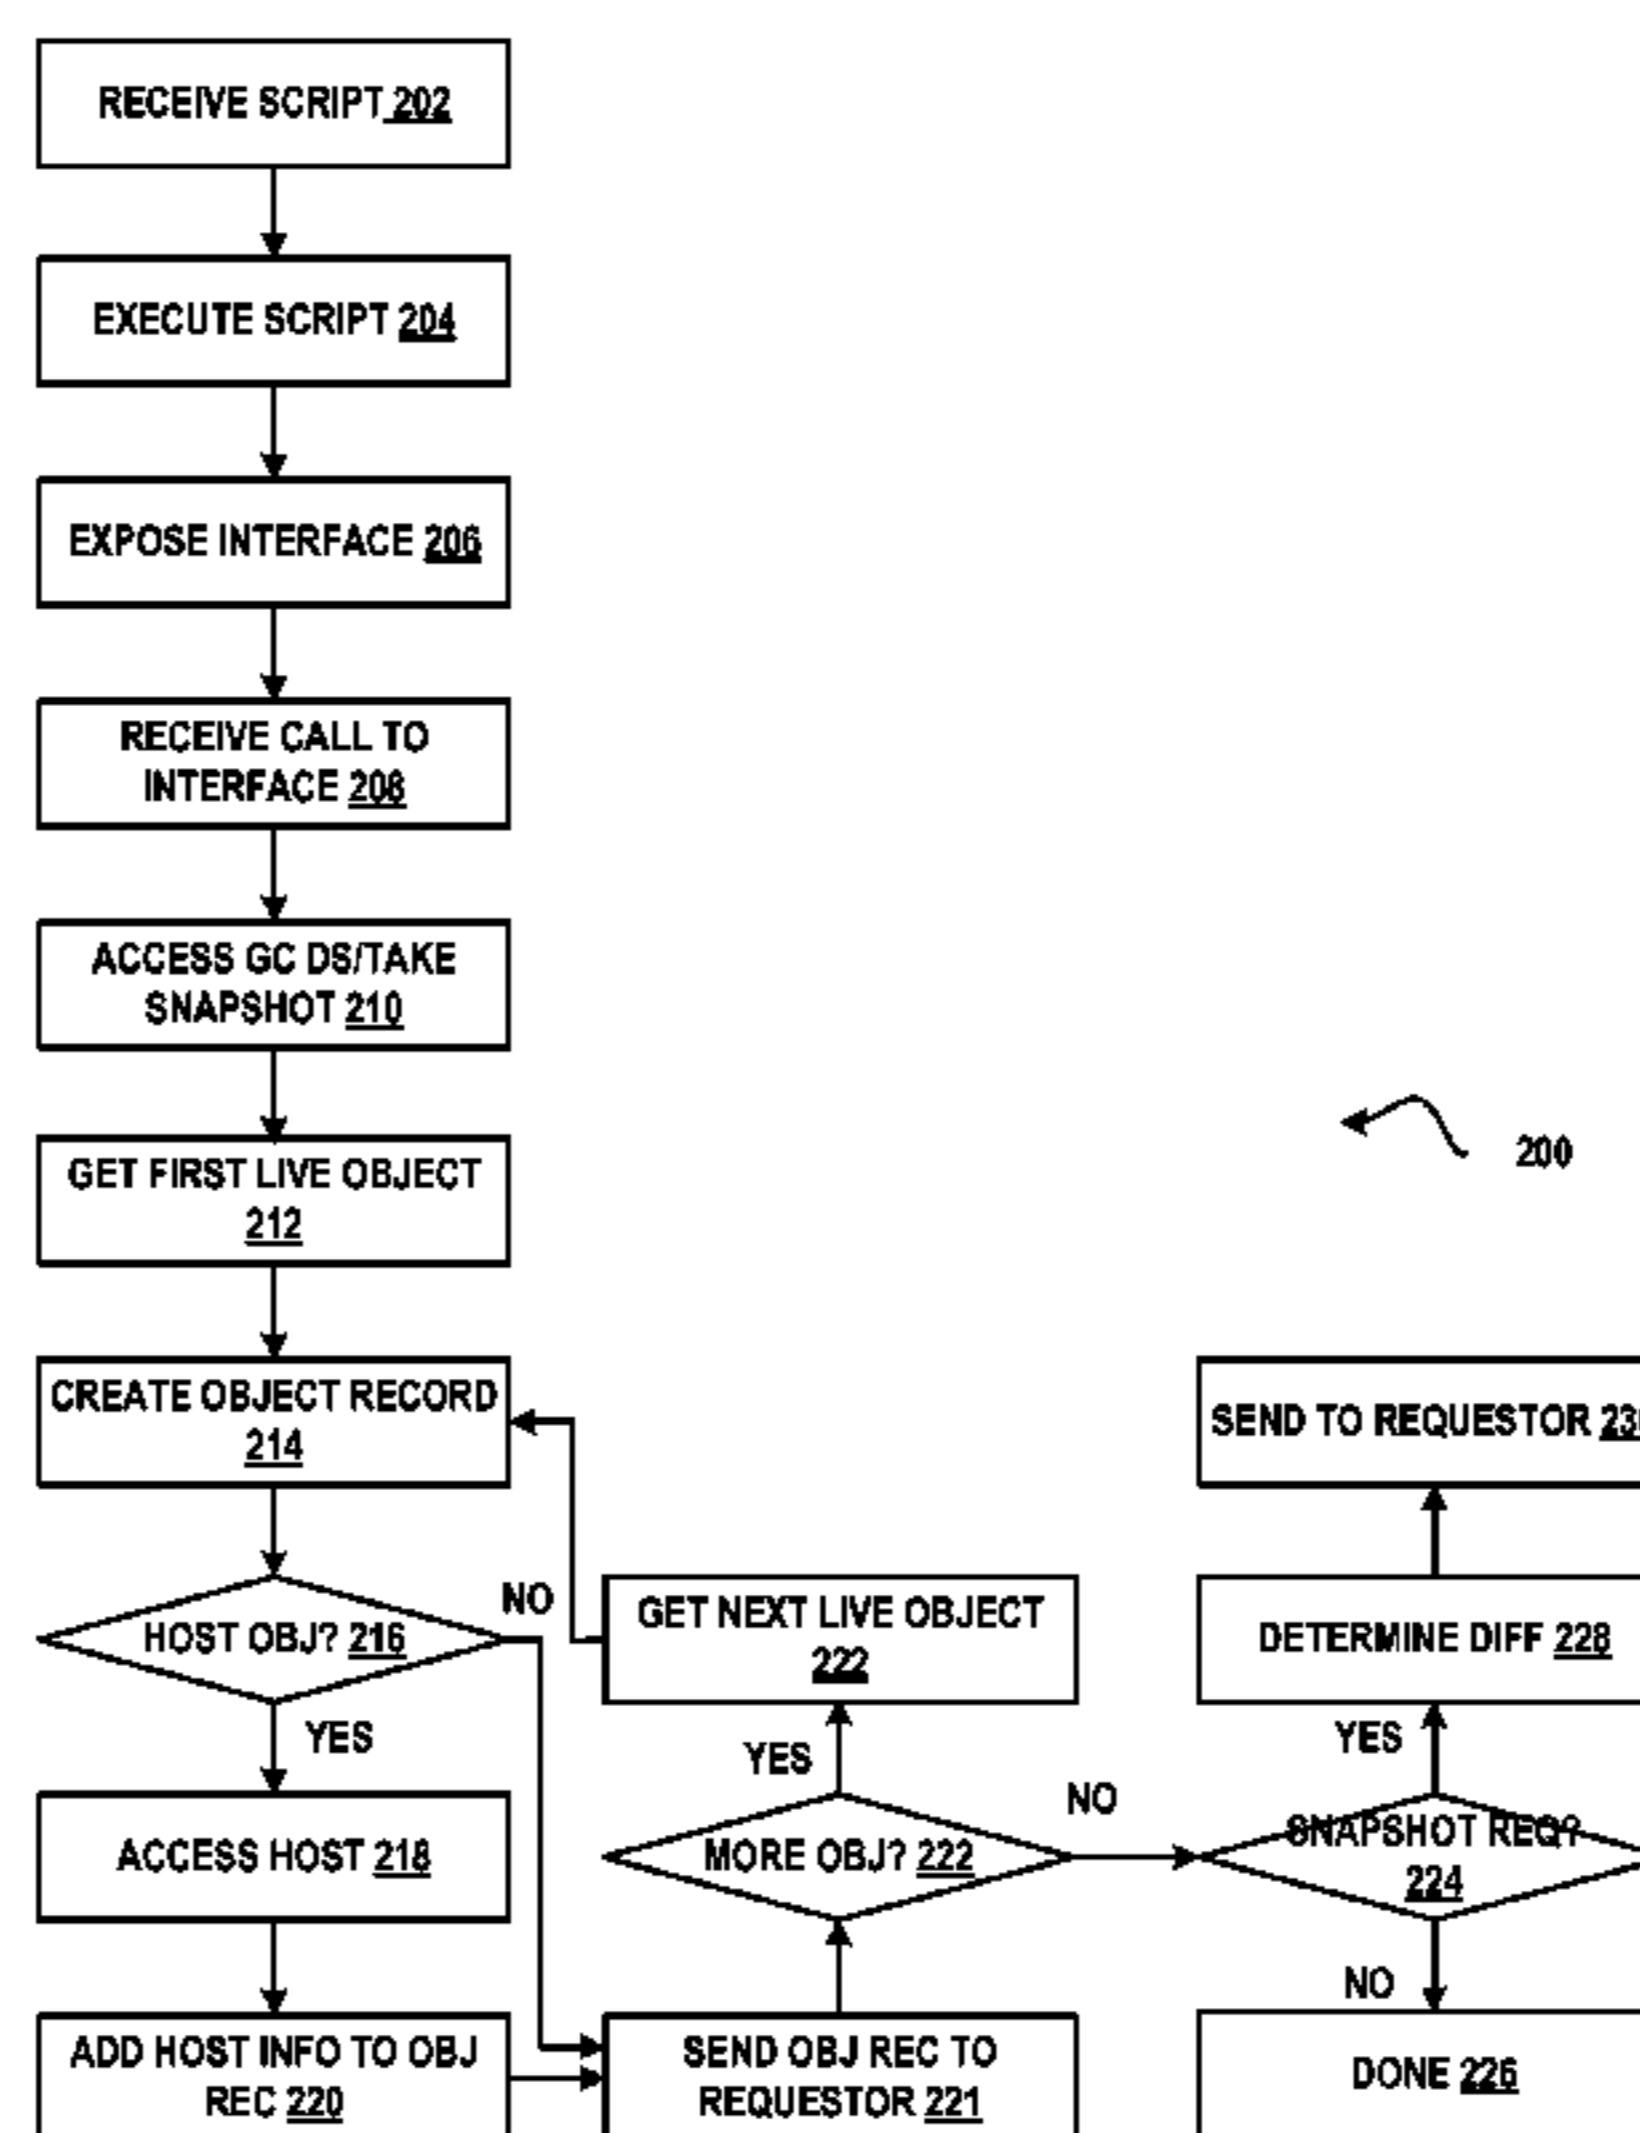 RECEIVE SCRIPT 202
EXECUTE SCRIPT 204
EXPOSE INTERFACE 206
RECEIVE CALL TO
INTERFACE 208
ACCESS GC DS/TAKE
SNAPSHOT 210
GET FIRST LIVE OBJECT
212
200
CREATE OBJECT RECORD
214
SEND TO REQUESTOR
HOST OBJ? 216
NO
YES
GET NEXT LIVE OBJECT
222
DETERMINE DIFF 228
YES
YES
NO
ACCESS HOST 218
MORE OBJ? 222
SNAPSHOT REQ?
224
NO
ADD HOST INFO TO OBJ
REC 220
SEND OBJ REC TO
REQUESTOR 221
DONE 226